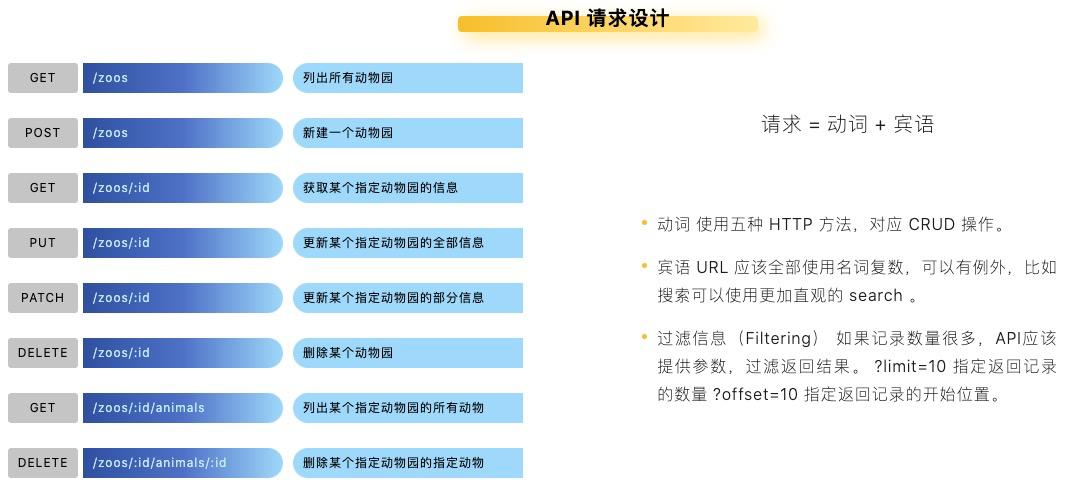 API 请求设计
GET /zoos 列出所有动物园
POST /zoos 新建一个动物园
GET /zoos/:id 获取某个指定动物园的信息
PUT /zoos/:id 更新某个指定动物园的全部信息
PATCH /zoos/:id 更新某个指定动物园的部分信息
DELETE /zoos/:id 删除某个动物园
GET /zoos/:id/animals 列出某个指定动物园的所有动物
DELETE /zoos/:id/animals/:id 删除某个指定动物园的指定动物
请求 = 动词 + 宾语
动词 使用五种 HTTP 方法，对应 CRUD 操作。
宾语 URL 应该全部使用名词复数，可以有例外，比如
搜索可以使用更加直观的 search 。
过滤信息（Filtering） 如果记录数量很多，API应该
提供参数，过滤返回结果。 ?limit=10 指定返回记录
的数量 ?offset=10 指定返回记录的开始位置。